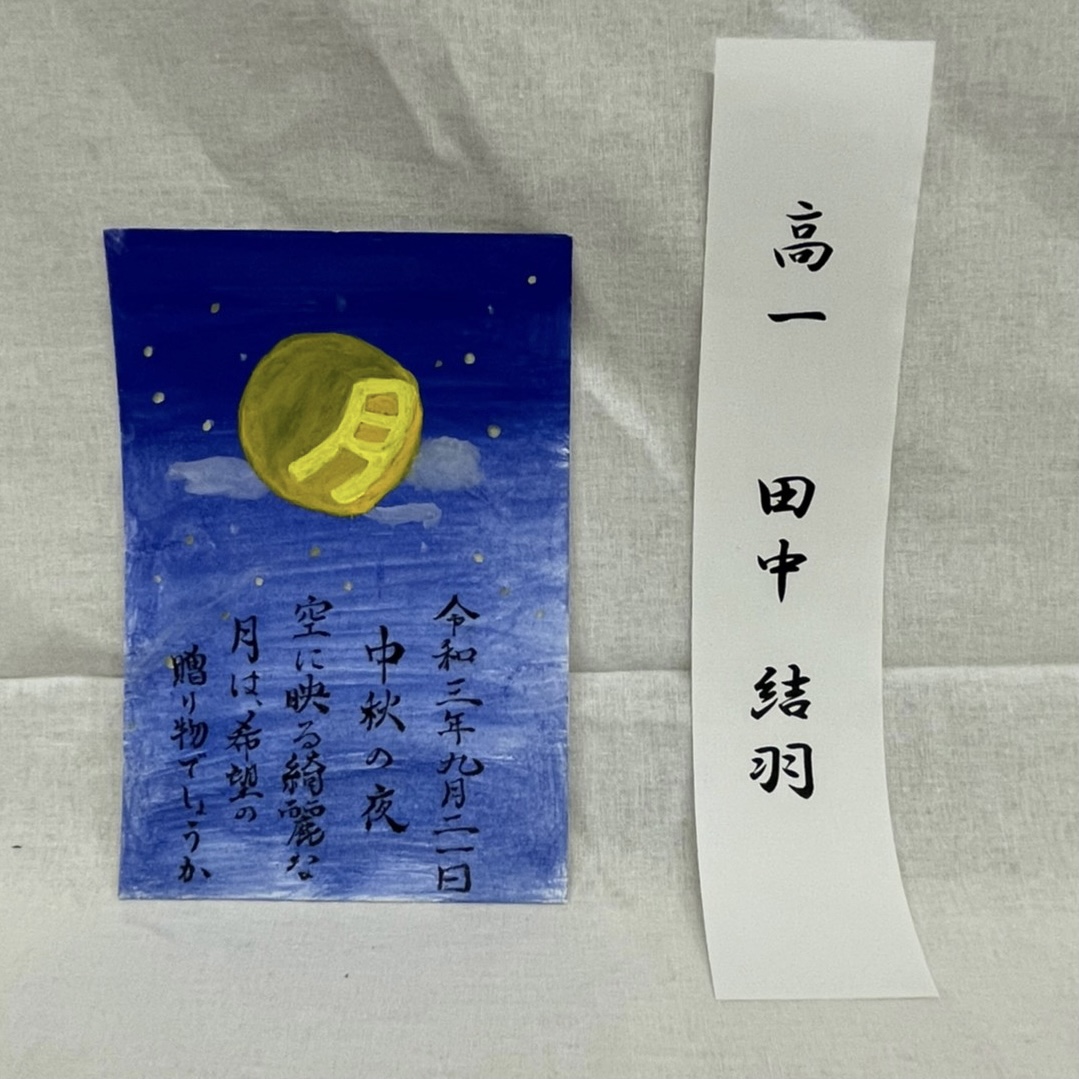 令和三年九月二一日
中秋の夜
空に映る綺麗な
月は、希望の
贈り物でしょうか
高一 田中 結羽